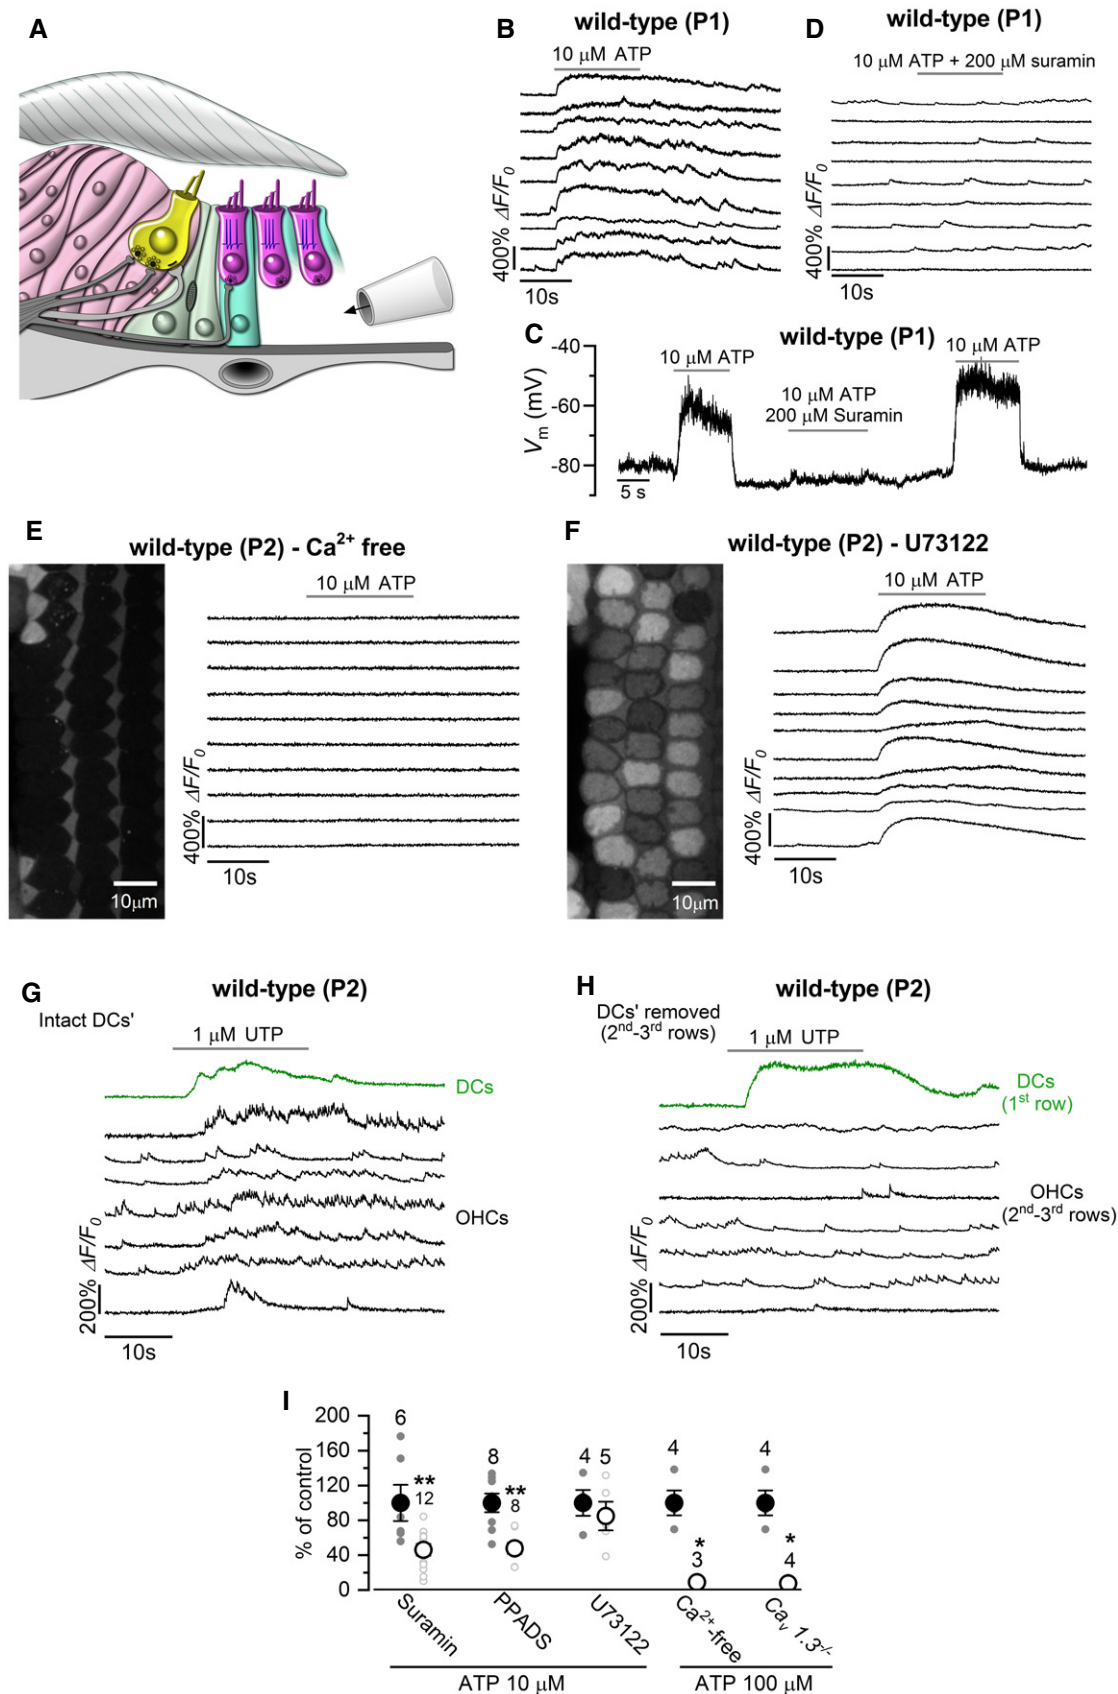 A
B
wild-type (P1)
10 μM ATP
400% ΔF/F0
10s
D
wild-type (P1)
10 μM ATP + 200 μM suramin
400% ΔF/F0
10s
C
wild-type (P1)
10 μM ATP
10 μM ATP
200 μM Suramin
10 μM ATP
-40
-60
-80
Vm (mV)
5 s
E
wild-type (P2) - Ca2+ free
10 μM ATP
400% ΔF/F0
10μm
10s
F
wild-type (P2) - U73122
10 μM ATP
400% ΔF/F0
10μm
10s
G
wild-type (P2)
Intact DCs'
1 μM UTP
DCs
OHCs
200% ΔF/F0
10s
H
wild-type (P2)
DCs' removed
(2nd-3rd rows)
1 μM UTP
DCs
(1st row)
OHCs
(2nd-3rd rows)
200% ΔF/F0
10s
I
% of control
200
160
120
80
40
0
6
**
12
8
**
8
4
5
4
*
3
4
*
4
Suramin
PPADS
U73122
Ca2+-free
Cav 1.3-/-
ATP 10 μM
ATP 100 μM